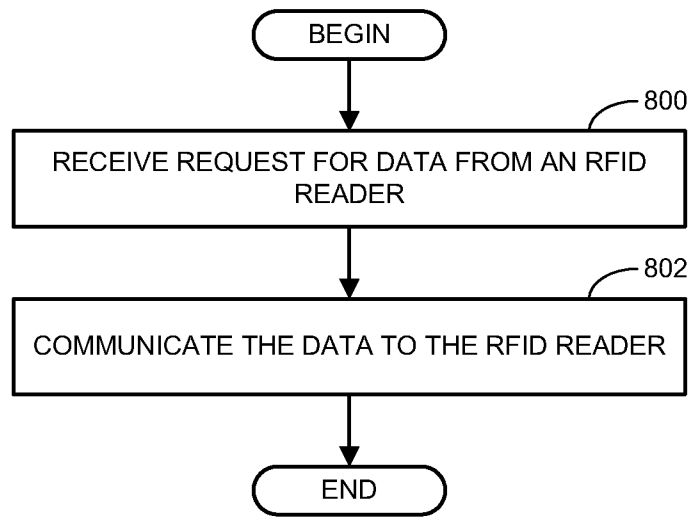 BEGIN
800
RECEIVE REQUEST FOR DATA FROM AN RFID
READER
802
COMMUNICATE THE DATA TO THE RFID READER
END